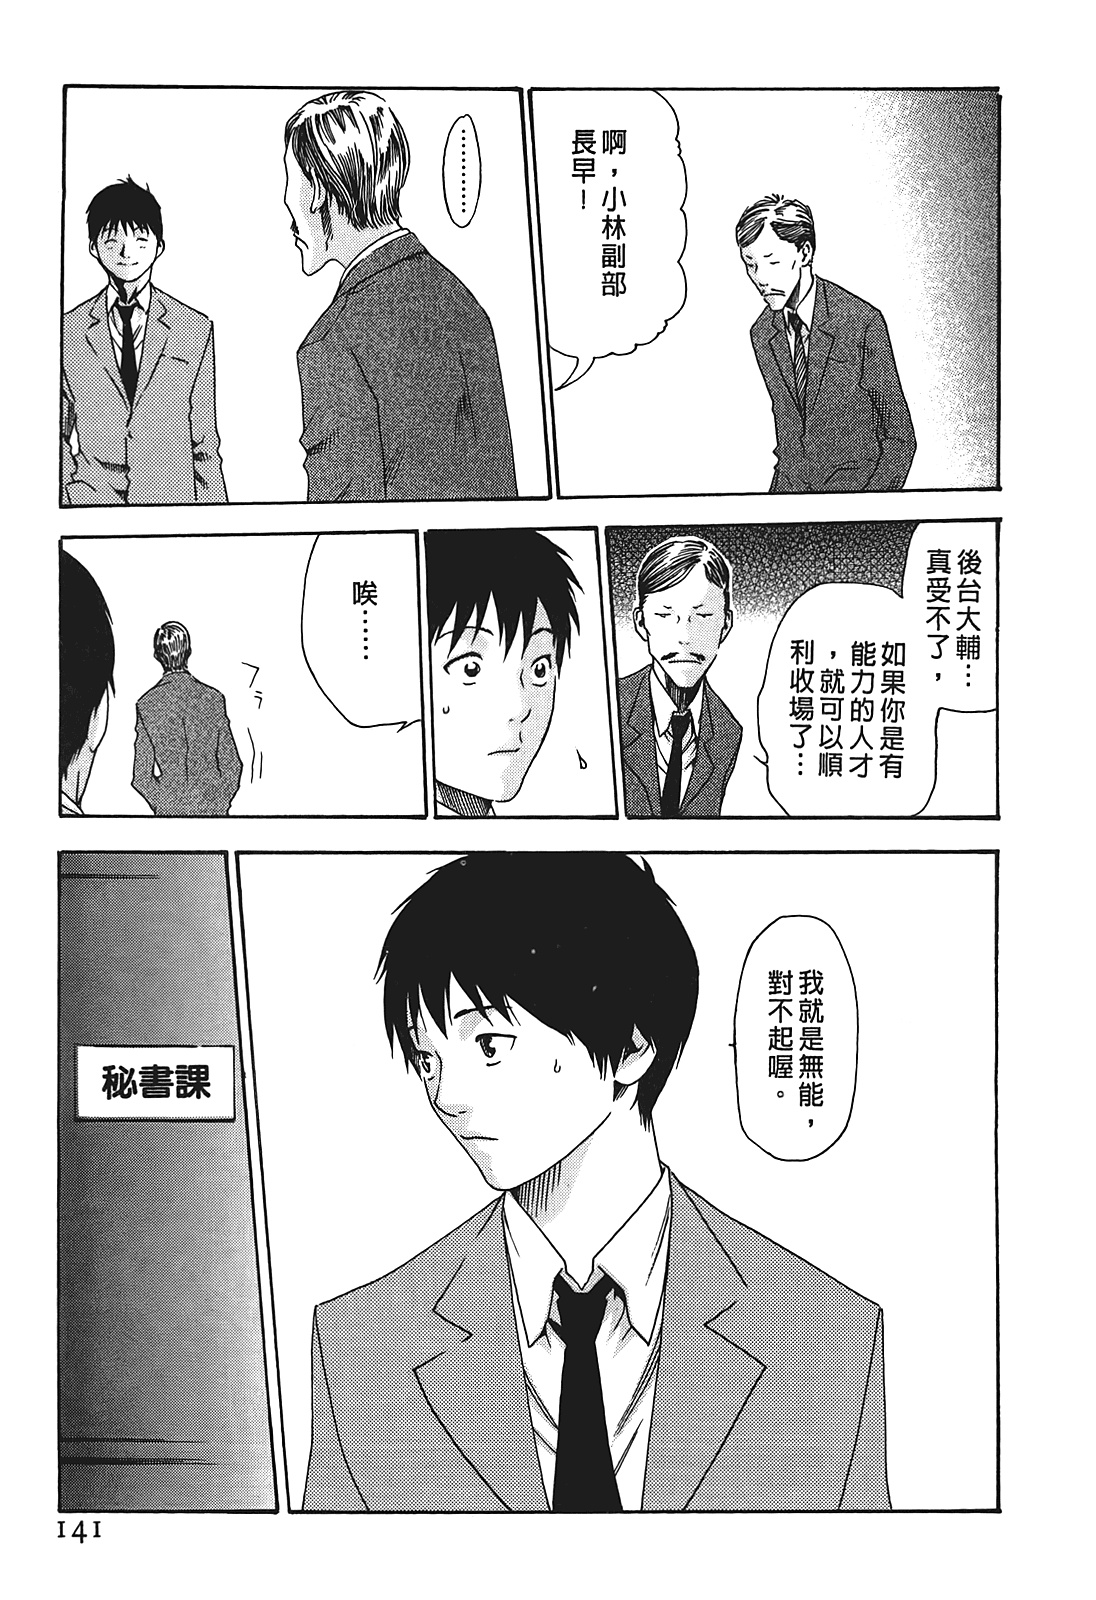 啊，小林副部
長早！
………
後台大輔…
真受不了，
如果你是有
能力的人才
，就可以順
利收場了…
唉……
我就是無能，
對不起喔。
秘書課
141